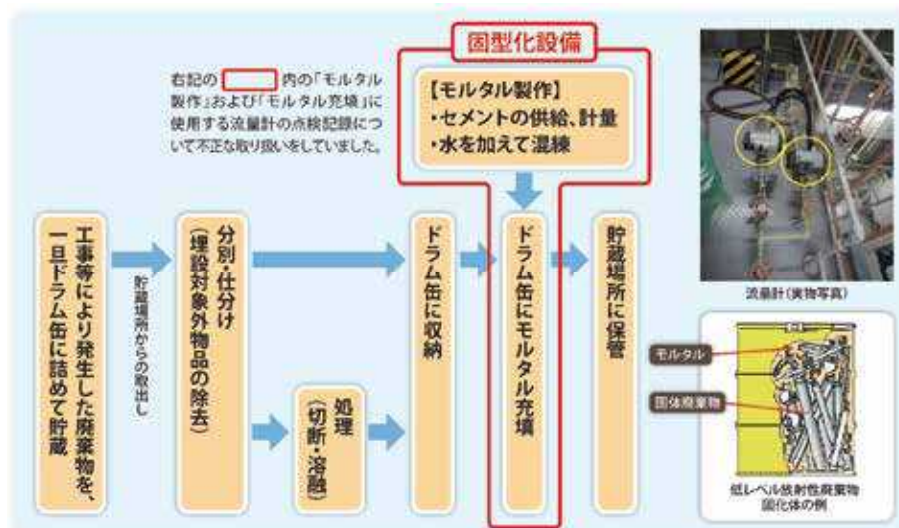 固型化設備
右記の 内の「モルタル
製作」および「モルタル充填」に
使用する流量計の点検記録につ
いて不正な取り扱いをしていました。
【モルタル製作】
・セメントの供給、計量
・水を加えて混練
工事等により発生した廃棄物を、
一旦ドラム缶に詰めて貯蔵
貯蔵場所からの取出し
分別・仕分け
(埋設対象外物品の除去)
処理
(切断・溶融)
ドラム缶に収納
ドラム缶にモルタル充填
貯蔵場所に保管
流量計(実物写真)
モルタル
固体廃棄物
低レベル放射性廃棄物
固化体の例